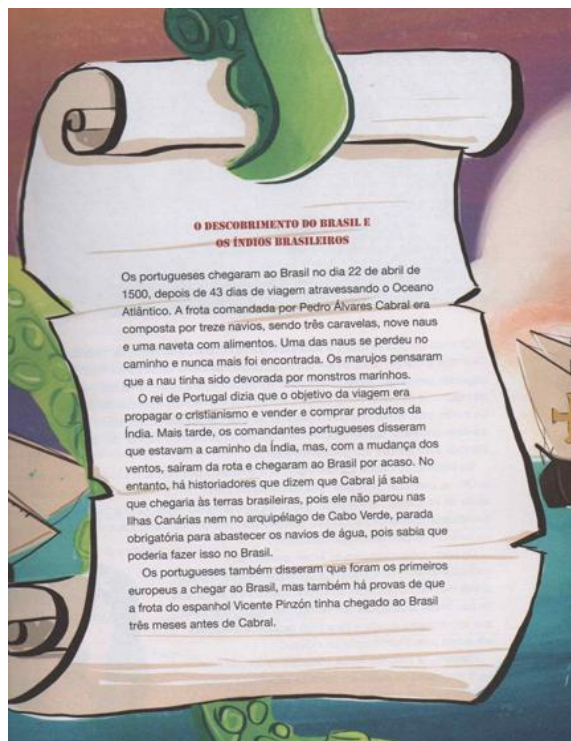 O DESCOBRIMENTO DO BRASIL E
OS ÍNDIOS BRASILEIROS
Os portugueses chegaram ao Brasil no dia 22 de abril de
1500, depois de 43 dias de viagem atravessando o Oceano
Atlântico. A frota comandada por Pedro Álvares Cabral era
composta por treze navios, sendo três caravelas, nove naus
e uma naveta com alimentos. Uma das naus se perdeu no
caminho e nunca mais foi encontrada. Os marujos pensaram
que a nau tinha sido devorada por monstros marinhos.
O rei de Portugal dizia que o objetivo da viagem era
propagar o cristianismo e vender e comprar produtos da
Índia. Mais tarde, os comandantes portugueses disseram
que estavam a caminho da Índia, mas, com a mudança dos
ventos, saíram da rota e chegaram ao Brasil por acaso. No
entanto, há historiadores que dizem que Cabral já sabia
que chegaria às terras brasileiras, pois ele não parou nas
Ilhas Canárias nem no arquipélago de Cabo Verde, parada
obrigatória para abastecer os navios de água, pois sabia que
poderia fazer isso no Brasil.
Os portugueses também disseram que foram os primeiros
europeus a chegar ao Brasil, mas também há provas de que
a frota do espanhol Vicente Pinzón tinha chegado ao Brasil
três meses antes de Cabral.